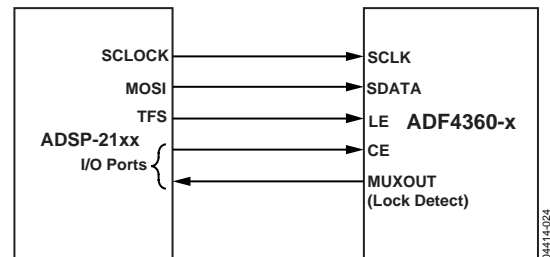 SCLOCK
MOSI
TFS
ADSP-21xx
I/O Ports
SCLK
SDATA
LE
ADF4360-x
CE
MUXOUT
(Lock Detect)
04414-024